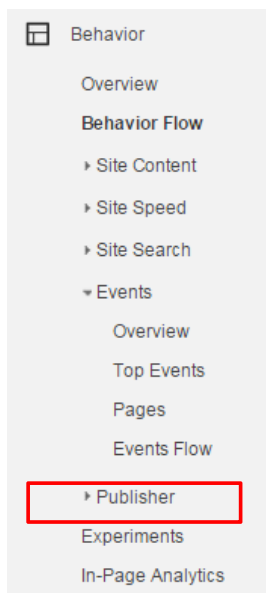 Behavior
Overview
Behavior Flow
Site Content
Site Speed
Site Search
Events
Overview
Top Events
Pages
Events Flow
Publisher
Experiments
In-Page Analytics